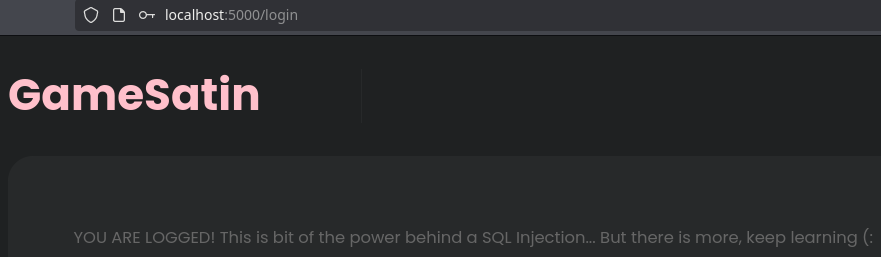 localhost:5000/login
GameSatin
YOU ARE LOGGED! This is bit of the power behind a SQL Injection... But there is more, keep learning (: